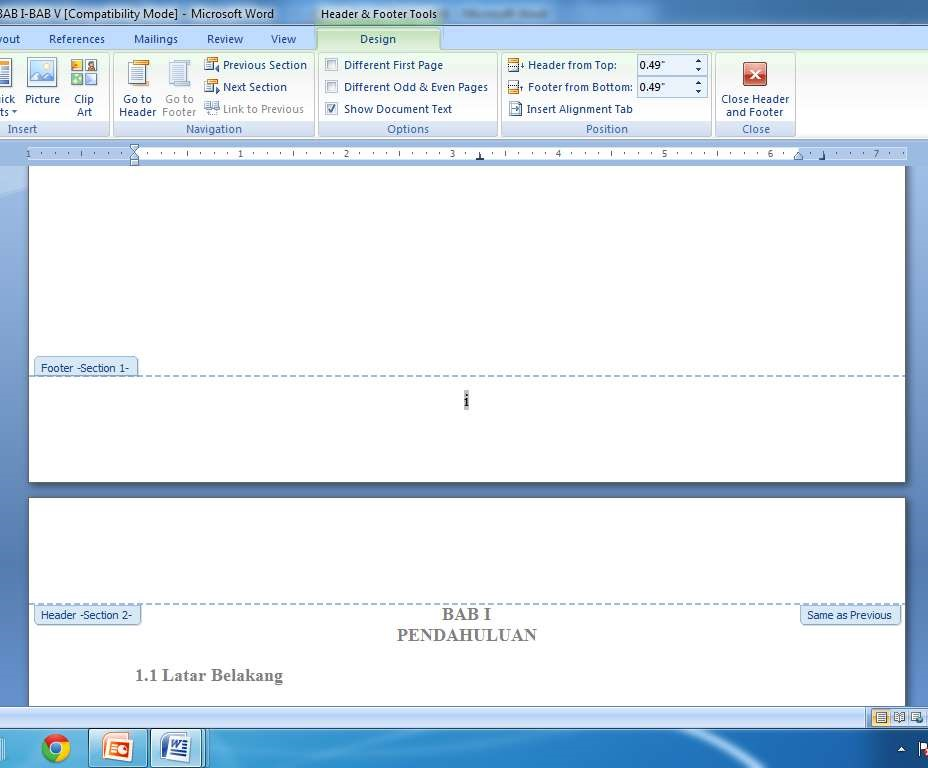 BAB I-BAB V [Compatibility Mode] - Microsoft Word
Header & Footer Tools
References Mailings Review View Design
Picture
Clip Art
Insert
Go to Header
Go to Footer
Previous Section
Next Section
Link to Previous
Navigation
Different First Page
Different Odd & Even Pages
Show Document Text
Options
Header from Top: 0.49"
Footer from Bottom: 0.49"
Insert Alignment Tab
Position
Close Header and Footer
Close
1 1 2 3 4 5 6 7
Footer -Section 1-
i
Header -Section 2-
Same as Previous
BAB I
PENDAHULUAN
1.1 Latar Belakang